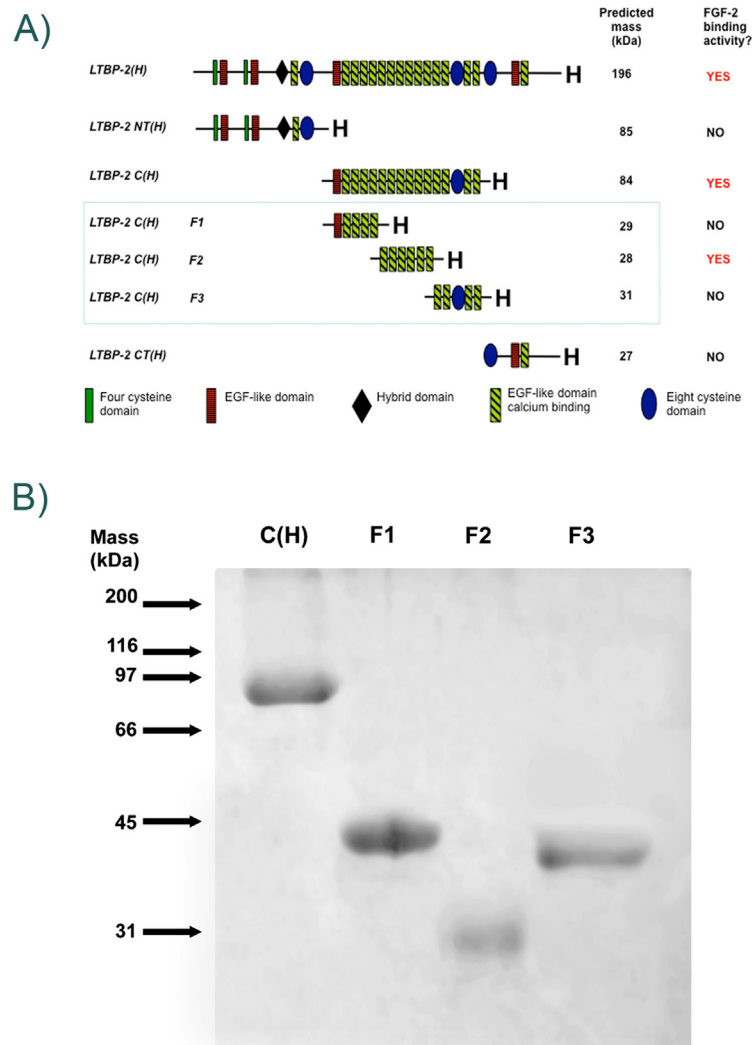 A)
Predicted mass (kDa)
FGF-2 binding activity?
LTBP-2(H) H 196 YES
LTBP-2 NT(H) H 85 NO
LTBP-2 C(H) H 84 YES
LTBP-2 C(H) F1 H 29 NO
LTBP-2 C(H) F2 H 28 YES
LTBP-2 C(H) F3 H 31 NO
LTBP-2 CT(H) H 27 NO
Four cysteine domain
EGF-like domain
Hybrid domain
EGF-like domain calcium binding
Eight cysteine domain
B)
Mass (kDa)
C(H) F1 F2 F3
200
116
97
66
45
31